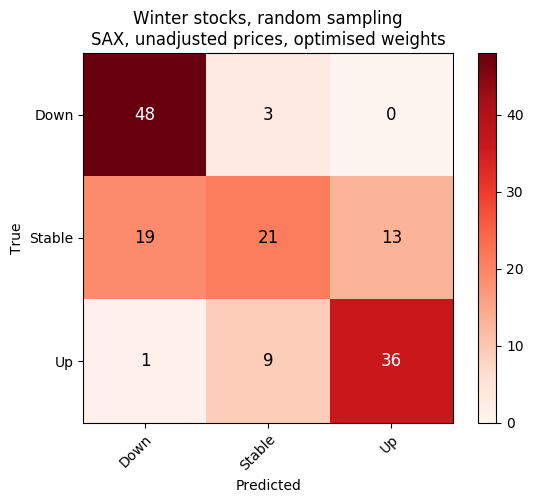 Winter stocks, random sampling
SAX, unadjusted prices, optimised weights
True
Down 48 3 0
Stable 19 21 13
Up 1 9 36
Down Stable Up
Predicted
40
30
20
10
0